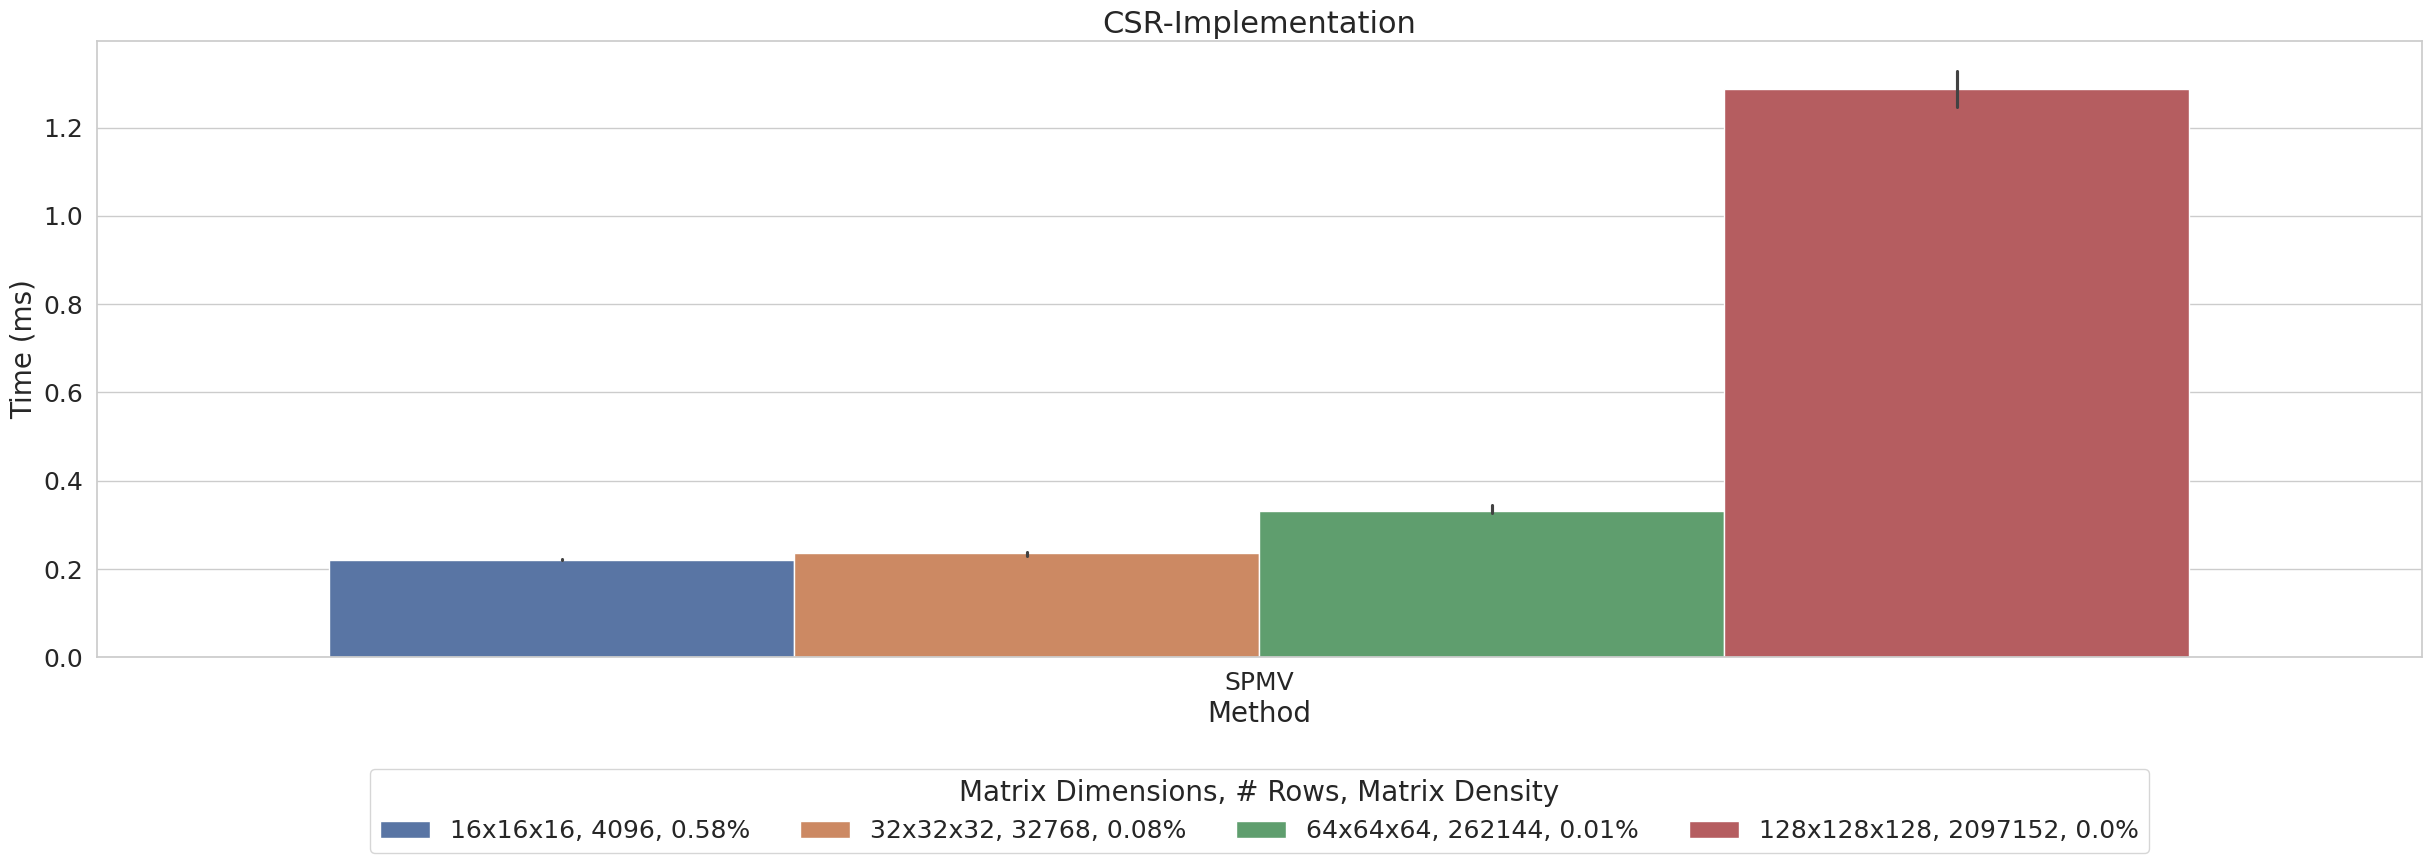 CSR-Implementation
1.2
1.0
0.8
0.6
0.4
0.2
0.0
Time (ms)
SPMV
Method
Matrix Dimensions, # Rows, Matrix Density
16x16x16, 4096, 0.58%
32x32x32, 32768, 0.08%
64x64x64, 262144, 0.01%
128x128x128, 2097152, 0.0%